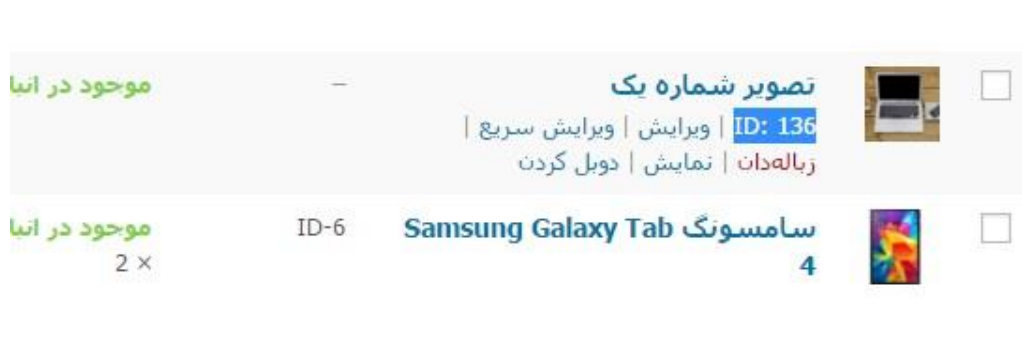 تصویر شماره یک – موجود در انبا
ID: 136 | ویرایش | ویرایش سریع |
زباله‌دان | نمایش | دوبل کردن
سامسونگ Samsung Galaxy Tab ID-6 موجود در انبا
4 × 2